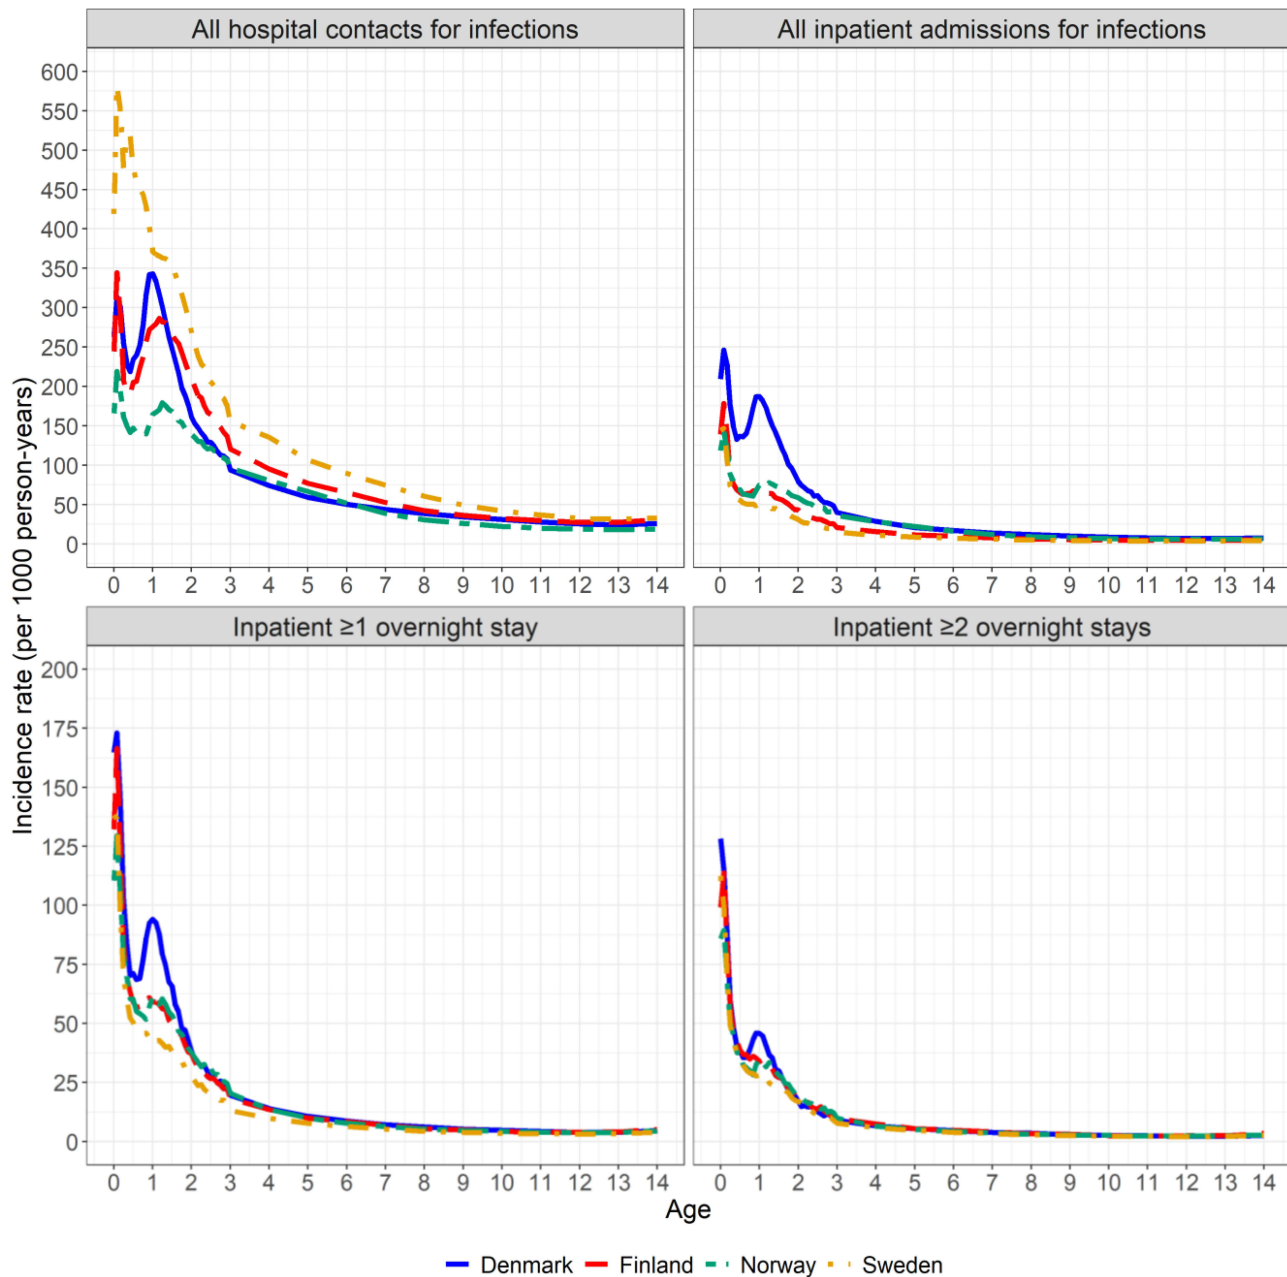 All hospital contacts for infections
All inpatient admissions for infections
600
550
500
450
400
350
300
250
200
150
100
50
0
0 1 2 3 4 5 6 7 8 9 10 11 12 13 14
0 1 2 3 4 5 6 7 8 9 10 11 12 13 14
Incidence rate (per 1000 person-years)
Inpatient ≥1 overnight stay
Inpatient ≥2 overnight stays
200
175
150
125
100
75
50
25
0
0 1 2 3 4 5 6 7 8 9 10 11 12 13 14
0 1 2 3 4 5 6 7 8 9 10 11 12 13 14
Age
Denmark Finland Norway Sweden